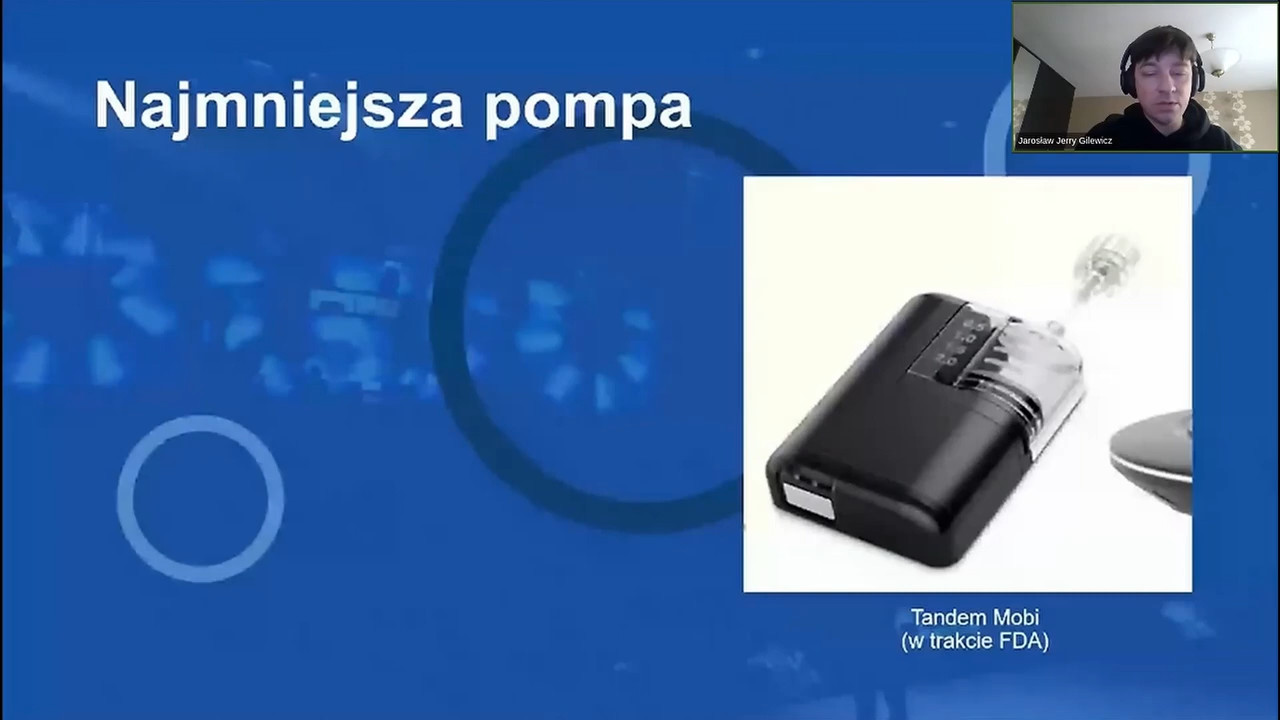 Najmniejsza pompa
Jarosław Jerry Gilewicz
Tandem Mobi
(w trakcie FDA)